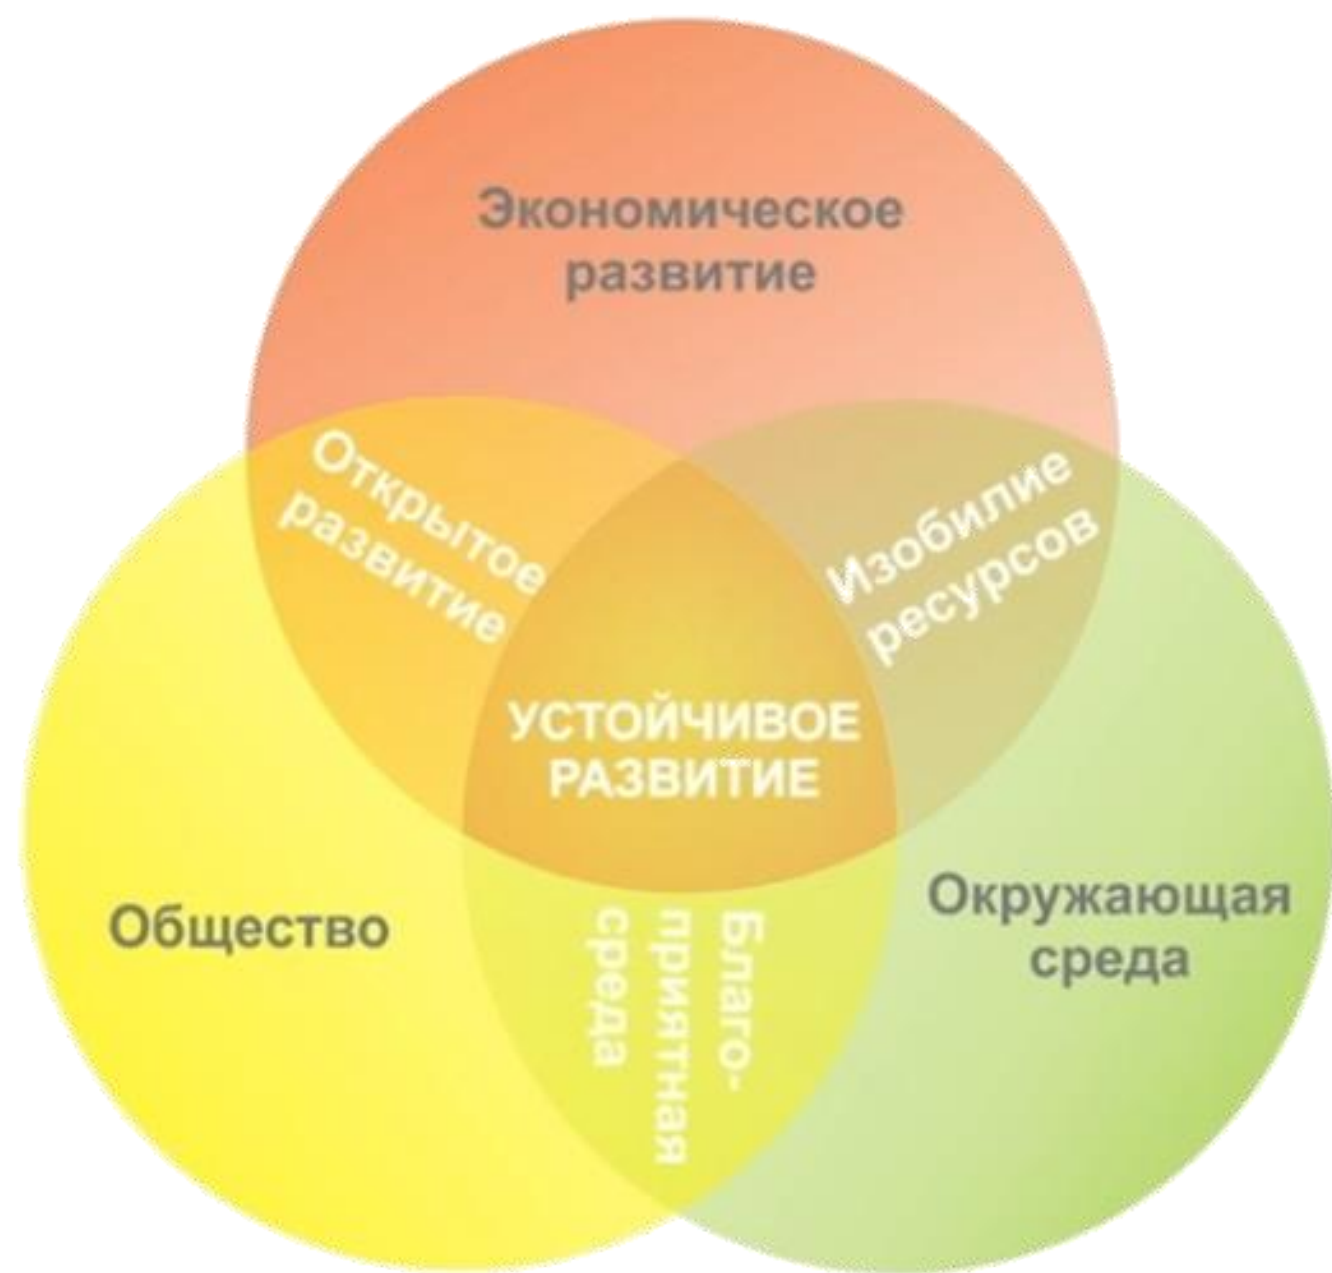 Экономическое
развитие
Открытое
развитие
Изобилие
ресурсов
УСТОЙЧИВОЕ
РАЗВИТИЕ
Общество
Окружающая
среда
Благо-
приятная
среда